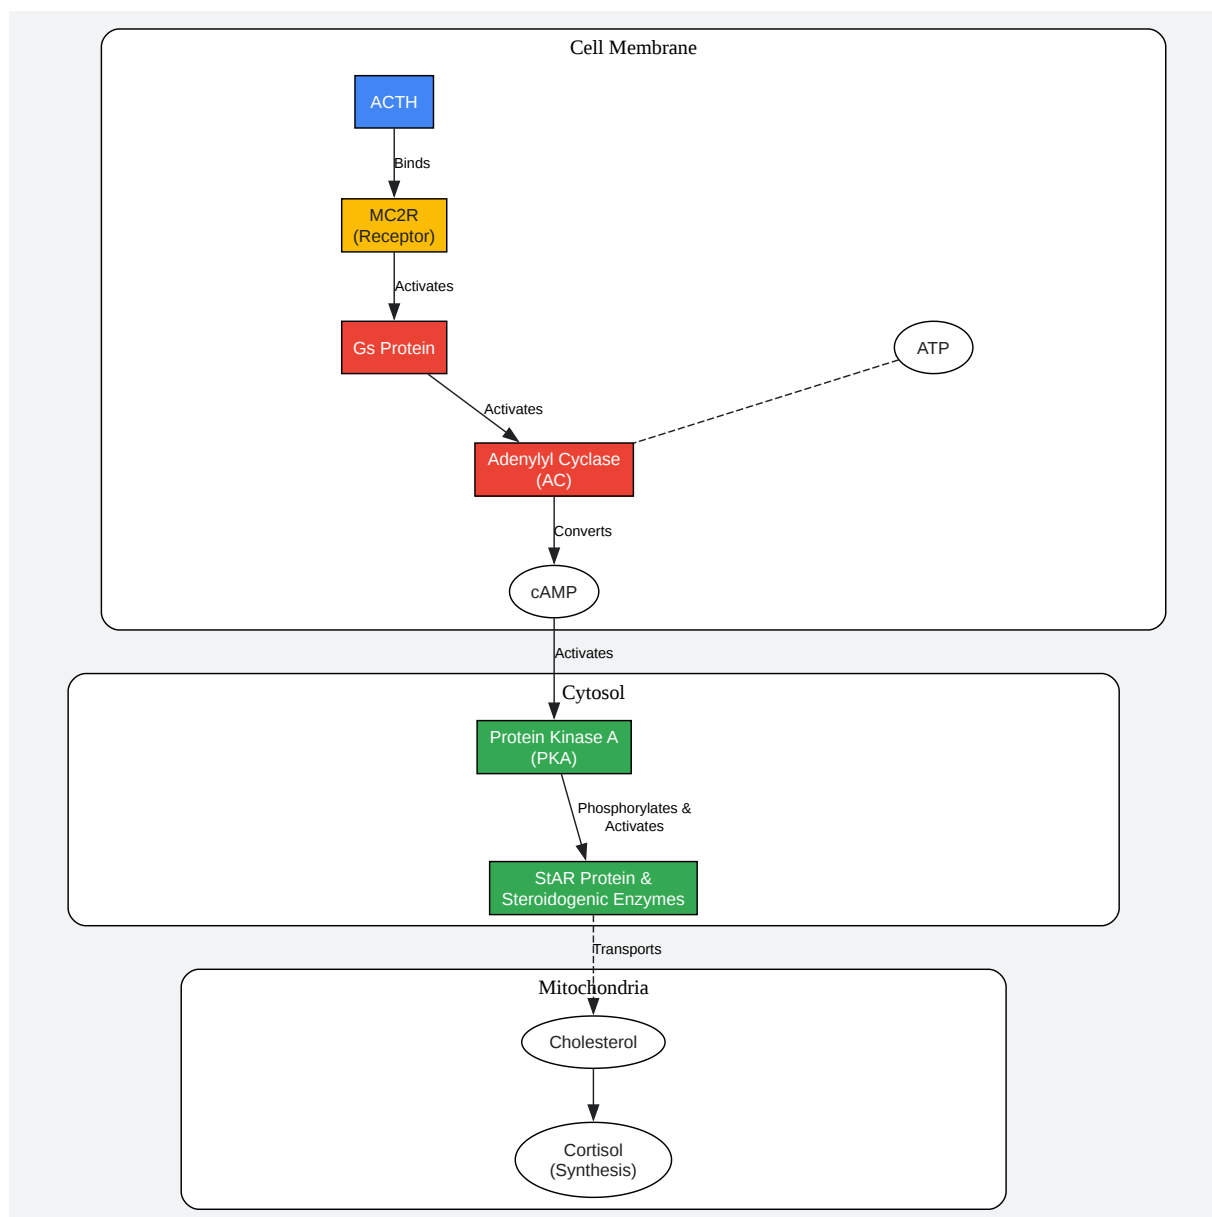 Cell Membrane
ACTH
Binds
MC2R
(Receptor)
Activates
Gs Protein
ATP
Activates
Adenylyl Cyclase
(AC)
Converts
cAMP
Activates
Cytosol
Protein Kinase A
(PKA)
Phosphorylates &
Activates
StAR Protein &
Steroidogenic Enzymes
Transports
Mitochondria
Cholesterol
Cortisol
(Synthesis)